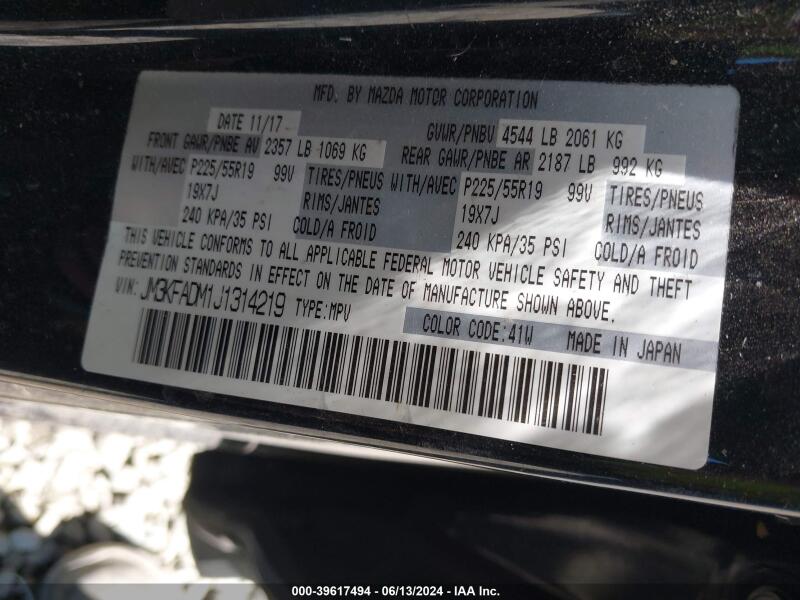 MFD. BY MAZDA MOTOR CORPORATION
DATE 11/17 GVWR/PNBV 4544 LB 2061 KG
FRONT GAWR/PNBE AV 2357 LB 1069 KG REAR GAWR/PNBE AR 2187 LB 992 KG
WITH/AVEC P225/55R19 99V TIRES/PNEUS WITH/AVEC P225/55R19 99V TIRES/PNEUS
19X7J RIMS/JANTES 19X7J RIMS/JANTES
240 KPA/35 PSI COLD/A FROID 240 KPA/35 PSI COLD/A FROID
THIS VEHICLE CONFORMS TO ALL APPLICABLE FEDERAL MOTOR VEHICLE SAFETY AND THEFT
PREVENTION STANDARDS IN EFFECT ON THE DATE OF MANUFACTURE SHOWN ABOVE.
VIN: JM3KFADM1J1314219 TYPE:MPV
COLOR CODE:41W MADE IN JAPAN
000-39617494 - 06/13/2024 - IAA Inc.